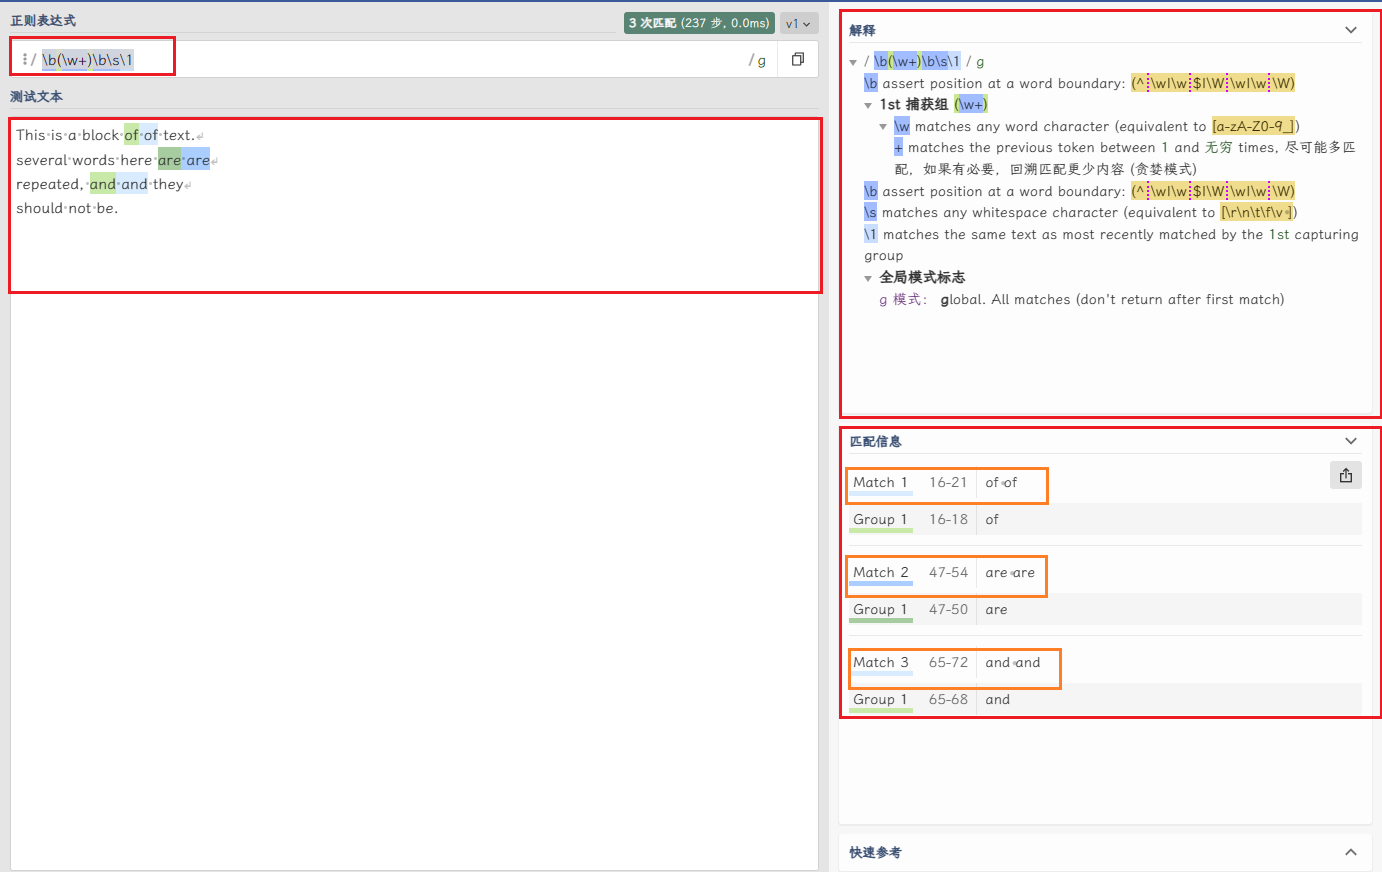 正则表达式
3 次匹配 (237 步, 0.0ms)
v1
/ \b(\w+)\b\s\1 / g
测试文本
This·is·a·block·of·of·text.↵
several·words·here·are·are↵
repeated,·and·and·they↵
should·not·be.
解释
/ \b(\w+)\b\s\1 / g
\b assert position at a word boundary: (^¦\w|\w¦$|\W¦\w|\w¦\W)
1st 捕获组 (\w+)
\w matches any word character (equivalent to [a-zA-Z0-9_])
+ matches the previous token between 1 and 无穷 times, 尽可能多匹
配，如果有必要，回溯匹配更少内容 (贪婪模式)
\b assert position at a word boundary: (^¦\w|\w¦$|\W¦\w|\w¦\W)
\s matches any whitespace character (equivalent to [\r\n\t\f\v·])
\1 matches the same text as most recently matched by the 1st capturing
group
全局模式标志
g 模式： global. All matches (don't return after first match)
匹配信息
Match 1 16-21 of·of
Group 1 16-18 of
Match 2 47-54 are·are
Group 1 47-50 are
Match 3 65-72 and·and
Group 1 65-68 and
快速参考